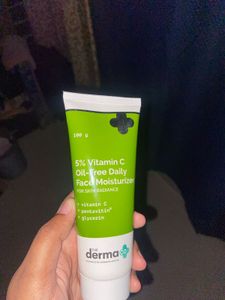 100 g
5% Vitamin C
Oil-Free Daily
Face Moisturizer
FOR SKIN RADIANCE
+ vitamin C
+ pentavitin®
+ glycerin
the
derma co